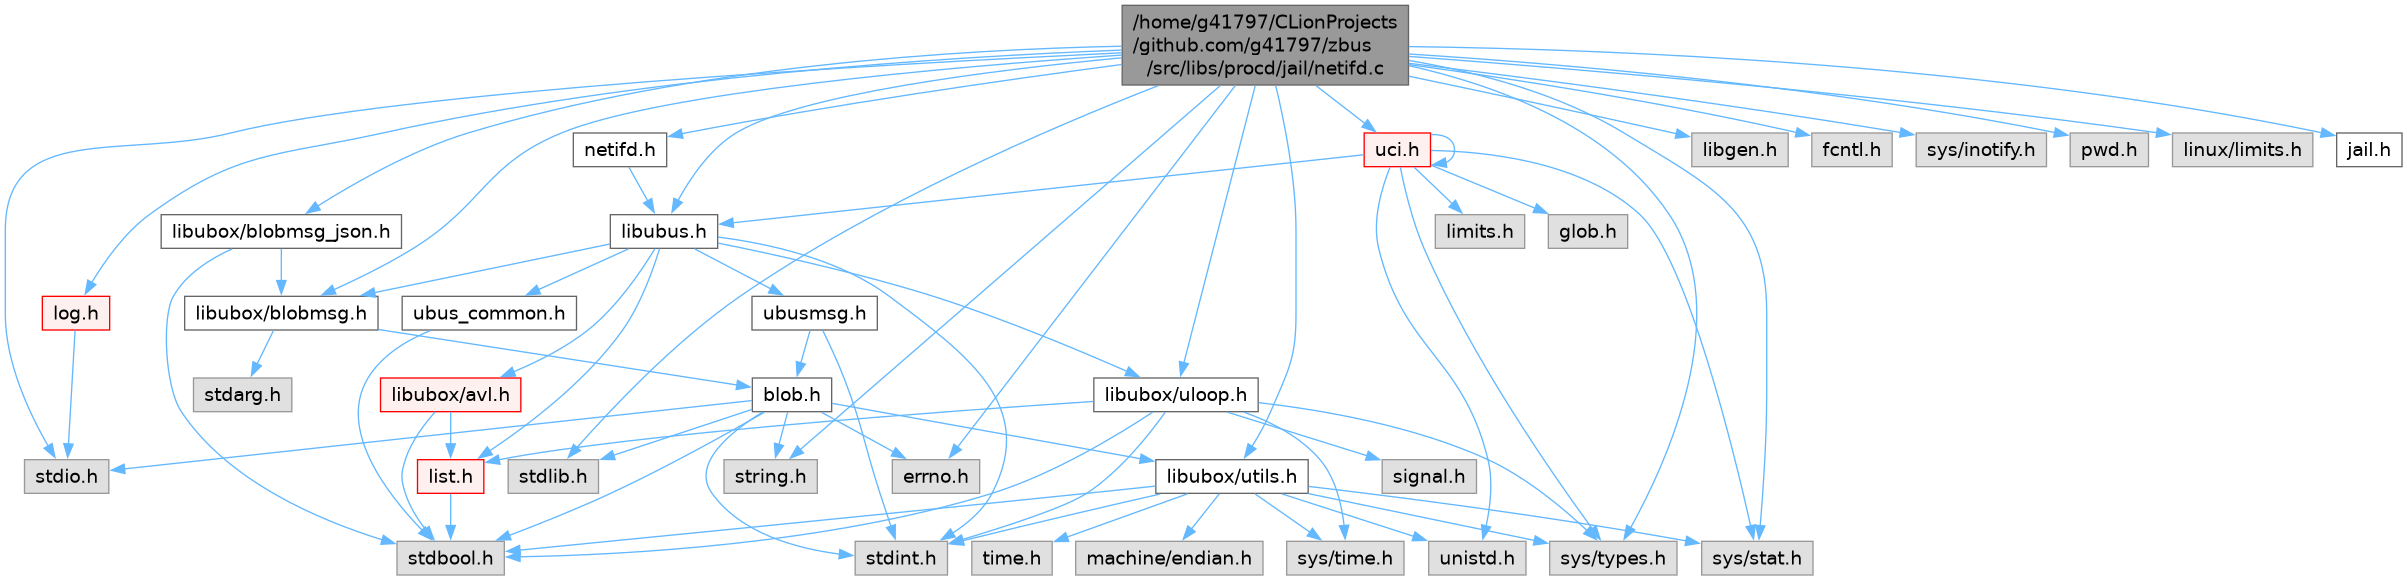 /home/g41797/CLionProjects
/github.com/g41797/zbus
/src/libs/procd/jail/netifd.c
netifd.h
uci.h
libgen.h
fcntl.h
sys/inotify.h
pwd.h
linux/limits.h
jail.h
libubox/blobmsg_json.h
libubus.h
limits.h
glob.h
log.h
libubox/blobmsg.h
ubus_common.h
ubusmsg.h
stdarg.h
libubox/avl.h
blob.h
libubox/uloop.h
stdio.h
list.h
stdlib.h
string.h
errno.h
libubox/utils.h
signal.h
stdbool.h
stdint.h
time.h
machine/endian.h
sys/time.h
unistd.h
sys/types.h
sys/stat.h